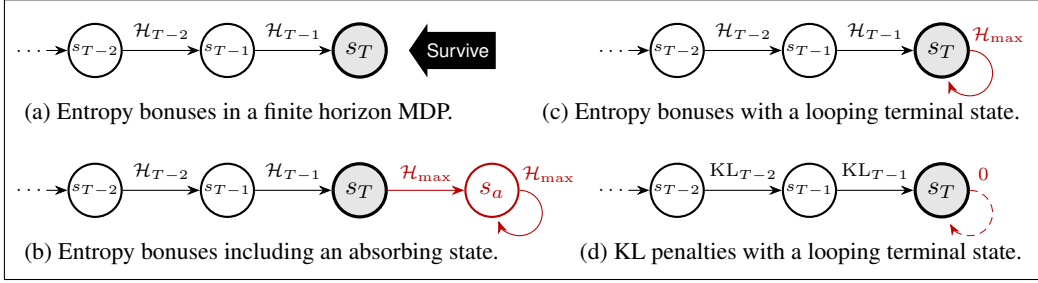 ··· s_{T−2} ℋ_{T−2} s_{T−1} ℋ_{T−1} s_T Survive
(a) Entropy bonuses in a finite horizon MDP.
··· s_{T−2} ℋ_{T−2} s_{T−1} ℋ_{T−1} s_T ℋ_max
(c) Entropy bonuses with a looping terminal state.
··· s_{T−2} ℋ_{T−2} s_{T−1} ℋ_{T−1} s_T ℋ_max s_a ℋ_max
(b) Entropy bonuses including an absorbing state.
··· s_{T−2} KL_{T−2} s_{T−1} KL_{T−1} s_T 0
(d) KL penalties with a looping terminal state.